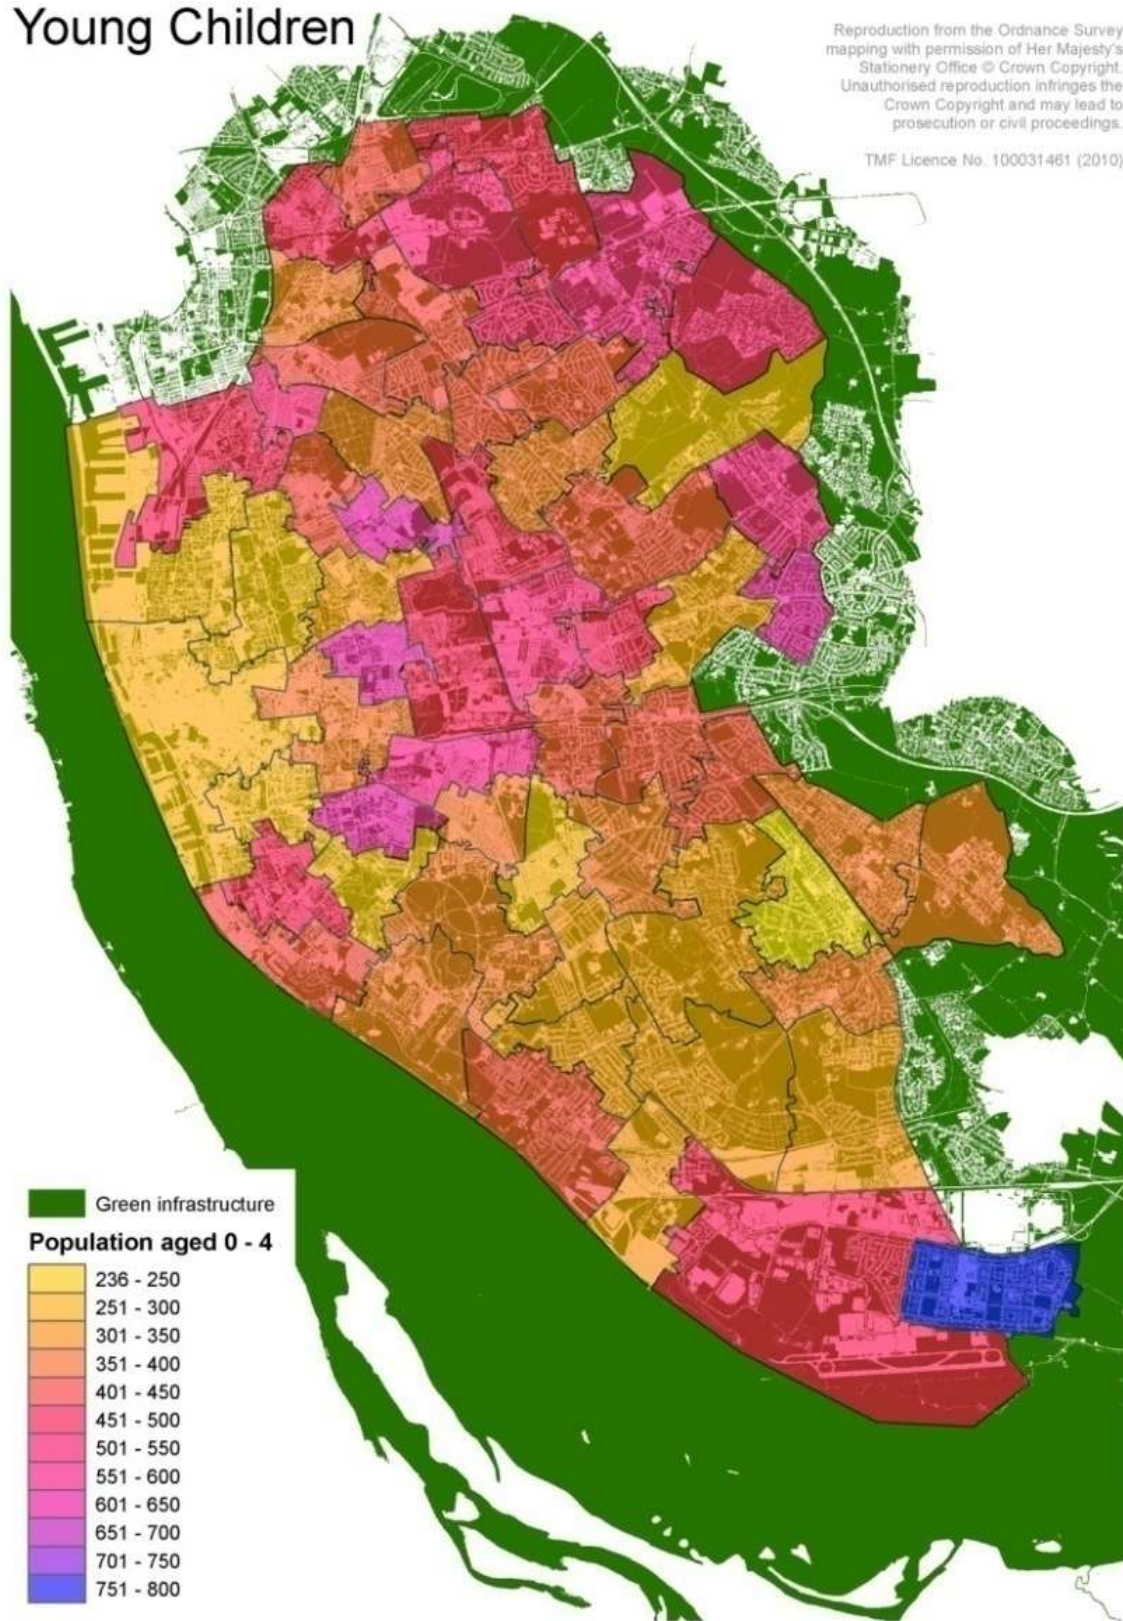 Young Children
Reproduction from the Ordnance Survey
mapping with permission of Her Majesty's
Stationery Office © Crown Copyright.
Unauthorised reproduction infringes the
Crown Copyright and may lead to
prosecution or civil proceedings.
TMF Licence No. 100031461 (2010)
Green infrastructure
Population aged 0 - 4
236 - 250
251 - 300
301 - 350
351 - 400
401 - 450
451 - 500
501 - 550
551 - 600
601 - 650
651 - 700
701 - 750
751 - 800